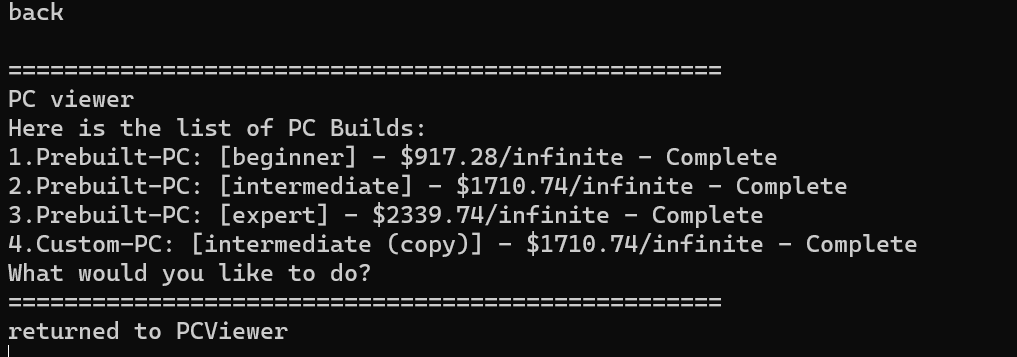 back
===================================================
PC viewer
Here is the list of PC Builds:
1.Prebuilt-PC: [beginner] - $917.28/infinite - Complete
2.Prebuilt-PC: [intermediate] - $1710.74/infinite - Complete
3.Prebuilt-PC: [expert] - $2339.74/infinite - Complete
4.Custom-PC: [intermediate (copy)] - $1710.74/infinite - Complete
What would you like to do?
===================================================
returned to PCViewer